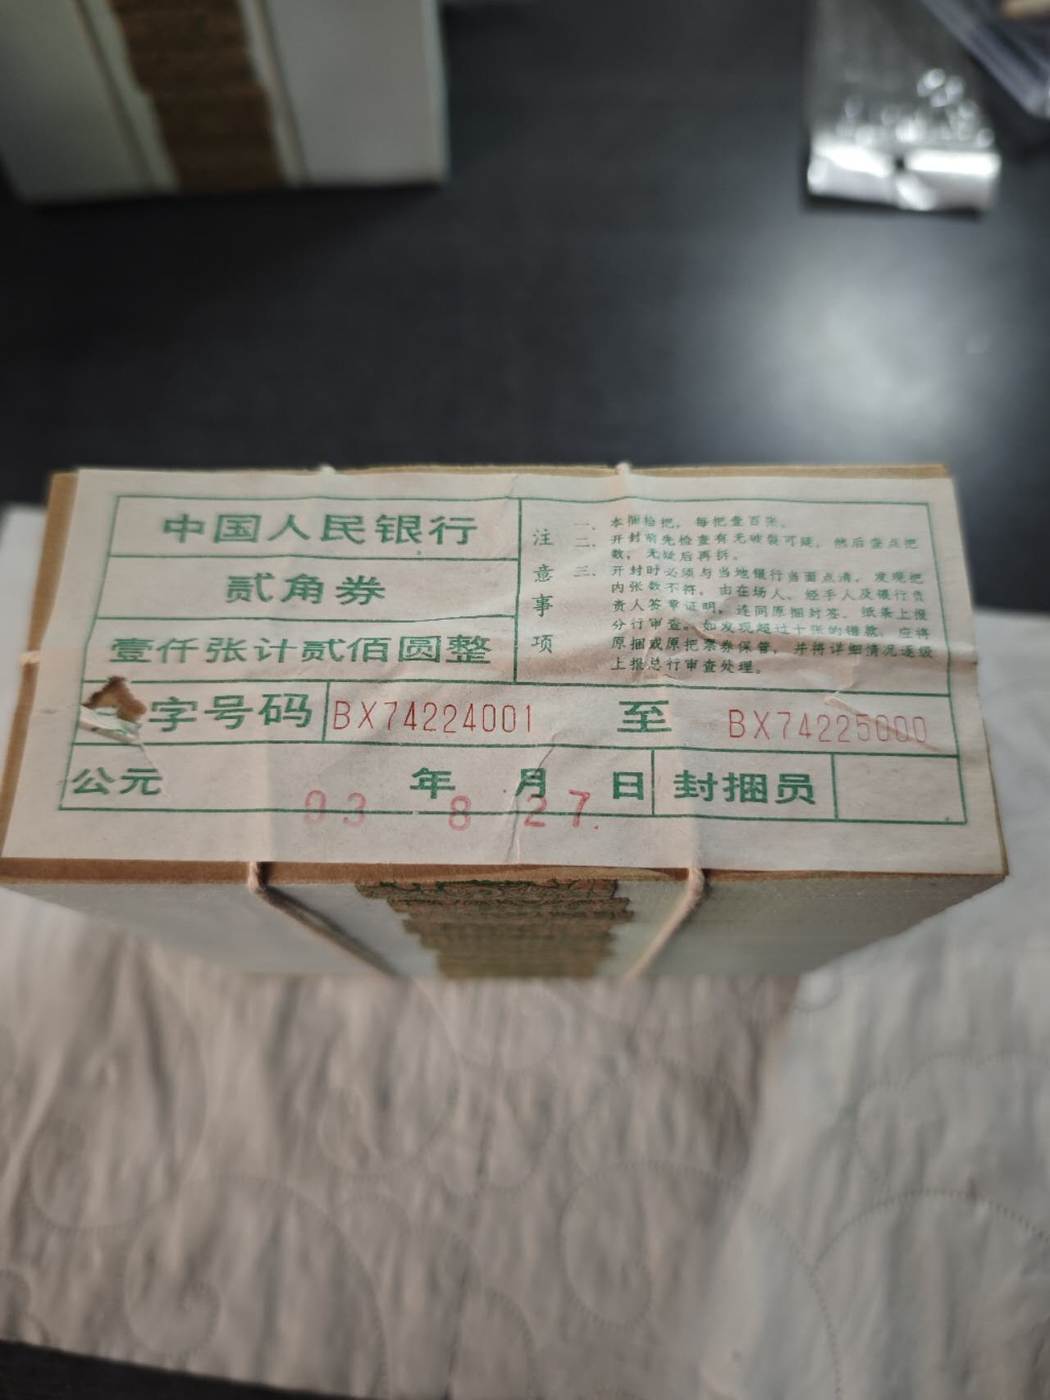 中国人民银行
贰角券
壹仟张计贰佰圆整
字号码 BX74224001 至 BX74225000
公元 年 月 日 封捆员
93 8 27.
注意事项
一、本捆拾把，每把壹百张。
二、开封前先检查有无破裂可疑，然后壹点把
数，无疑后再拆。
三、开封时必须与当地银行当面点清，发现把
内张数不符，由在场人、经手人及银行负
责人签章证明，连同原捆封签、纸条上报
分行审查。如发现超过十张的错款，应将
原捆或原把票券保管，并将详细情况逐级
上报总行审查处理。